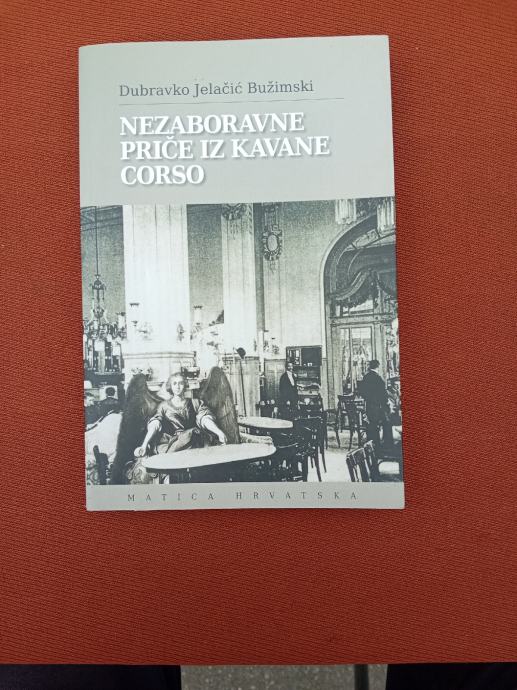 Dubravko Jelačić Bužimski
NEZABORAVNE
PRIČE IZ KAVANE
CORSO
MATICA HRVATSKA